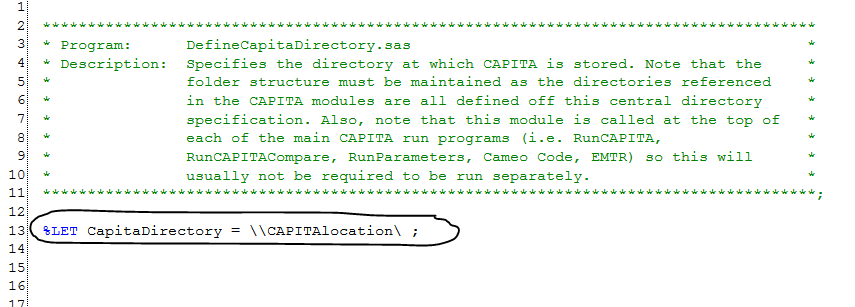 1
2 **************************************************************************************
3 * Program:      DefineCapitaDirectory.sas                                            *
4 * Description:  Specifies the directory at which CAPITA is stored. Note that the     *
5 *               folder structure must be maintained as the directories referenced    *
6 *               in the CAPITA modules are all defined off this central directory     *
7 *               specification. Also, note that this module is called at the top of   *
8 *               each of the main CAPITA run programs (i.e. RunCAPITA,                *
9 *               RunCAPITACompare, RunParameters, Cameo Code, EMTR) so this will      *
10 *               usually not be required to be run separately.                        *
11 **************************************************************************************;
12
13 %LET CapitaDirectory = \\CAPITAlocation\ ;
14
15
16
17